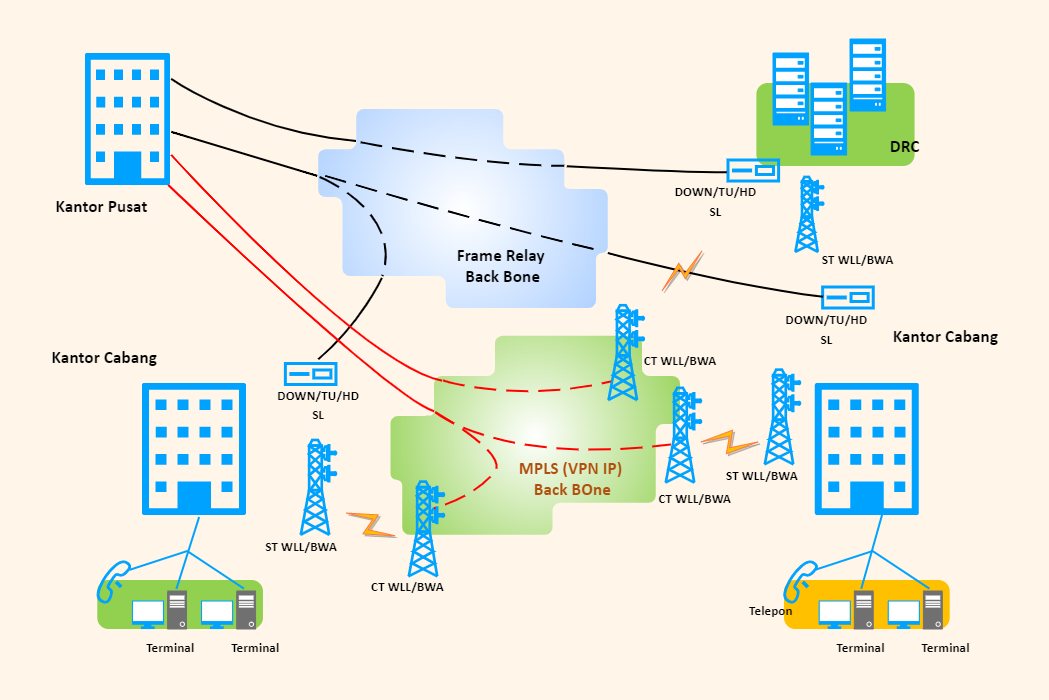 DRC
DOWN/TU/HD
SL
Kantor Pusat
ST WLL/BWA
Frame Relay
Back Bone
DOWN/TU/HD
SL
Kantor Cabang
Kantor Cabang
CT WLL/BWA
DOWN/TU/HD
SL
MPLS (VPN IP)
Back BOne
ST WLL/BWA
CT WLL/BWA
ST WLL/BWA
CT WLL/BWA
Telepon
Terminal
Terminal
Terminal
Terminal